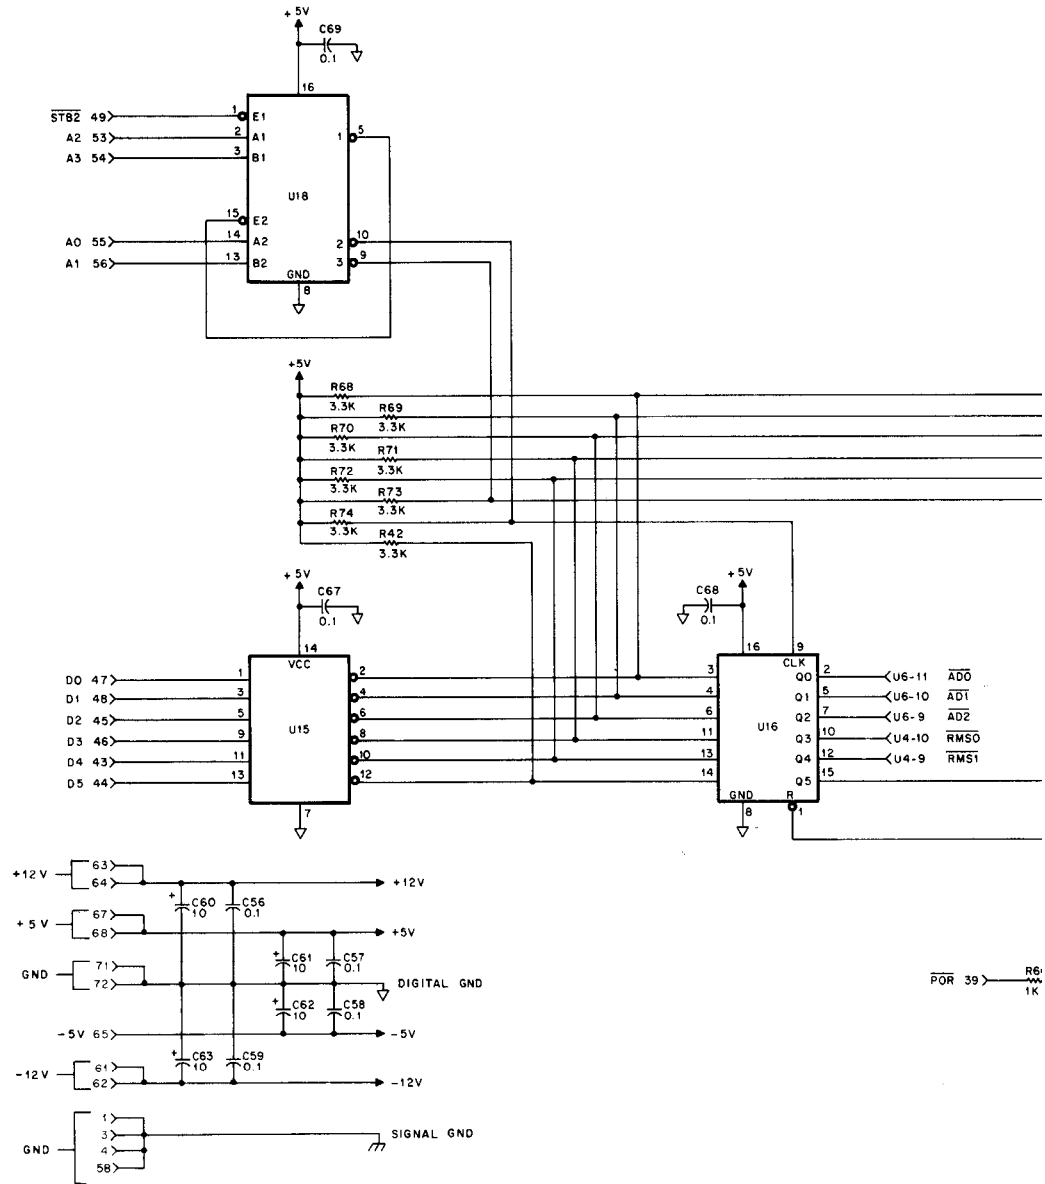 +5V
C69
0.1
16
STB2 49 1 E1
A2 53 2 A1 1 5
A3 54 3 B1
U18
15 E2
A0 55 14 A2 2 10
A1 56 13 B2 3 9
GND
8
+5V
R68
3.3K
R69
3.3K
R70
3.3K
R71
3.3K
R72
3.3K
R73
3.3K
R74
3.3K
R42
3.3K
+5V
C67
0.1
14
VCC
+5V
C68
0.1
16 9
CLK
D0 47 1 2 3 Q0 2 U6-11 AD0
D1 48 3 4 4 Q1 5 U6-10 AD1
D2 45 5 6 6 Q2 7 U6-9 AD2
U15 U16
D3 46 9 8 11 Q3 10 U4-10 RMS0
D4 43 11 10 13 Q4 12 U4-9 RMS1
D5 44 13 12 14 Q5 15
GND R
7 8 1
+12V 63
64 +12V
C60
10
C56
0.1
+5V 67
68 +5V
C61
10
C57
0.1
GND 71
72 DIGITAL GND
C62
10
C58
0.1
-5V 65 -5V
C63
10
C59
0.1
-12V 61
62 -12V
GND 1
3 SIGNAL GND
4
58
POR 39
1K